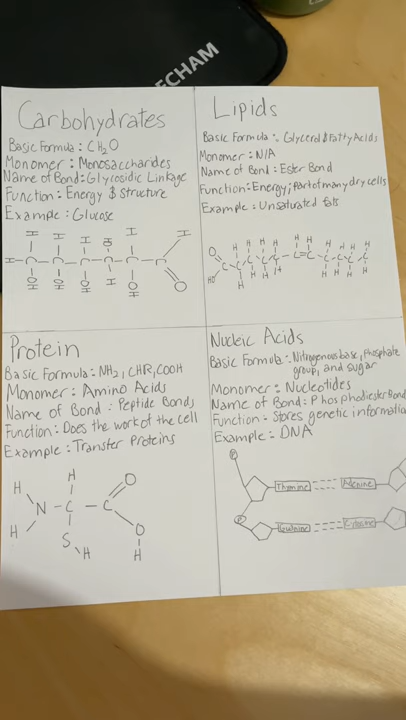 ECHAM
Carbohydrates
Basic Formula: CH₂O
Monomer: Monosaccharides
Name of Bond: Glycosidic Linkage
Function: Energy & Structure
Example: Glucose
Lipids
Basic Formula: Glycerol & Fatty Acids
Monomer: N/A
Name of Bond: Ester Bond
Function: Energy; Part of many dry cells
Example: Unsaturated fats
Protein
Basic Formula: NH₂, CHR, COOH
Monomer: Amino Acids
Name of Bond: Peptide Bonds
Function: Does the work of the cell
Example: Transfer Proteins
H H O
N - C - C
H S O
H H
Nucleic Acids
Basic Formula: Nitrogenous base, Phosphate
group, and sugar
Monomer: Nucleotides
Name of Bond: Phosphodiester Bond
Function: Stores genetic informatio
Example: DNA
P
Thymine Adenine
P
Guanine Cytosine